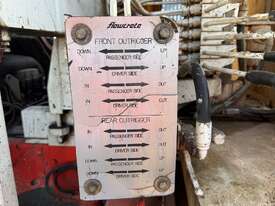 flowcrete
FRONT OUTRIGGER
DOWN UP
PASSENGER SIDE
DOWN UP
DRIVER SIDE
IN OUT
PASSENGER SIDE
IN OUT
DRIVER SIDE
REAR OUTRIGGER
IN OUT
PASSENGER SIDE
IN OUT
DRIVER SIDE
DOWN UP
PASSENGER SIDE
DOWN UP
DRIVER SIDE